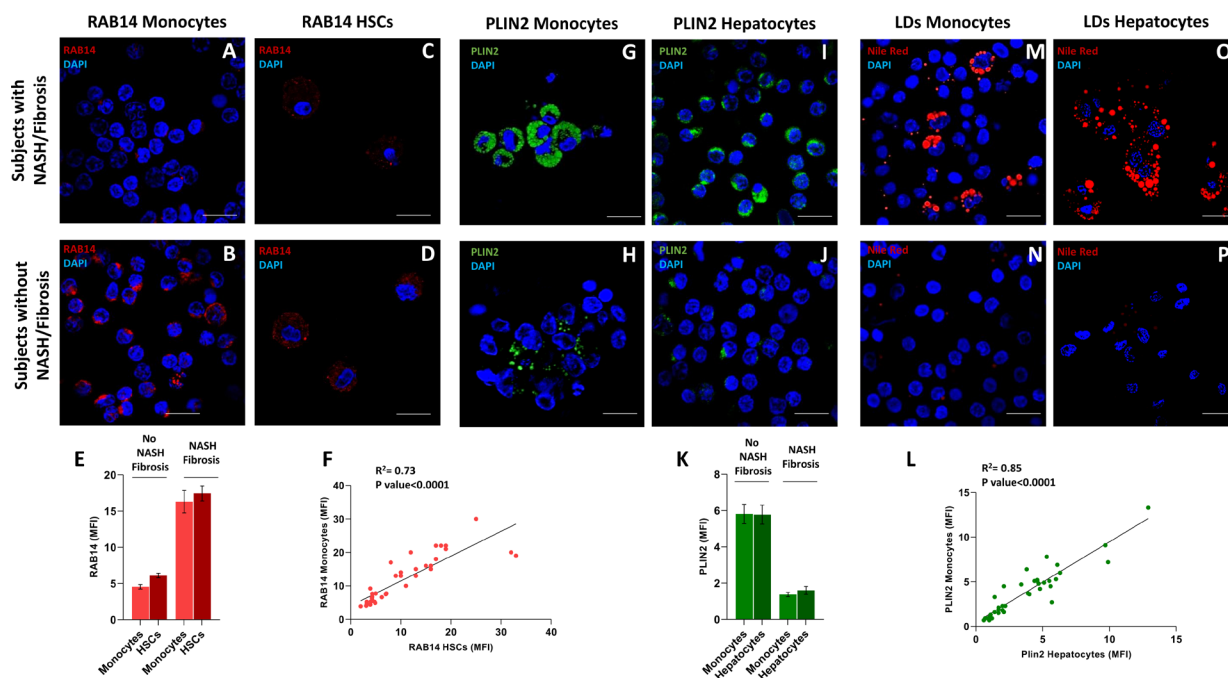 RAB14 Monocytes
RAB14 HSCs
PLIN2 Monocytes
PLIN2 Hepatocytes
LDs Monocytes
LDs Hepatocytes
Subjects with
NASH/Fibrosis
RAB14
DAPI
A
RAB14
DAPI
C
PLIN2
DAPI
G
PLIN2
DAPI
I
Nile Red
DAPI
M
Nile Red
DAPI
O
Subjects without
NASH/Fibrosis
RAB14
DAPI
B
RAB14
DAPI
D
PLIN2
DAPI
H
PLIN2
DAPI
J
Nile Red
DAPI
N
Nile Red
DAPI
P
E
No
NASH
Fibrosis
NASH
Fibrosis
RAB14 (MFI)
20
15
10
5
0
Monocytes
HSCs
Monocytes
HSCs
F
R²= 0.73
P value<0.0001
RAB14 Monocytes (MFI)
40
30
20
10
0
0
10
20
30
40
RAB14 HSCs (MFI)
K
No
NASH
Fibrosis
NASH Fibrosis
PLIN2 (MFI)
8
6
4
2
0
Monocytes
Hepatocytes
Monocytes
Hepatocytes
L
R²= 0.85
P value<0.0001
PLIN2 Monocytes (MFI)
15
10
5
0
0
5
10
15
Plin2 Hepatocytes (MFI)